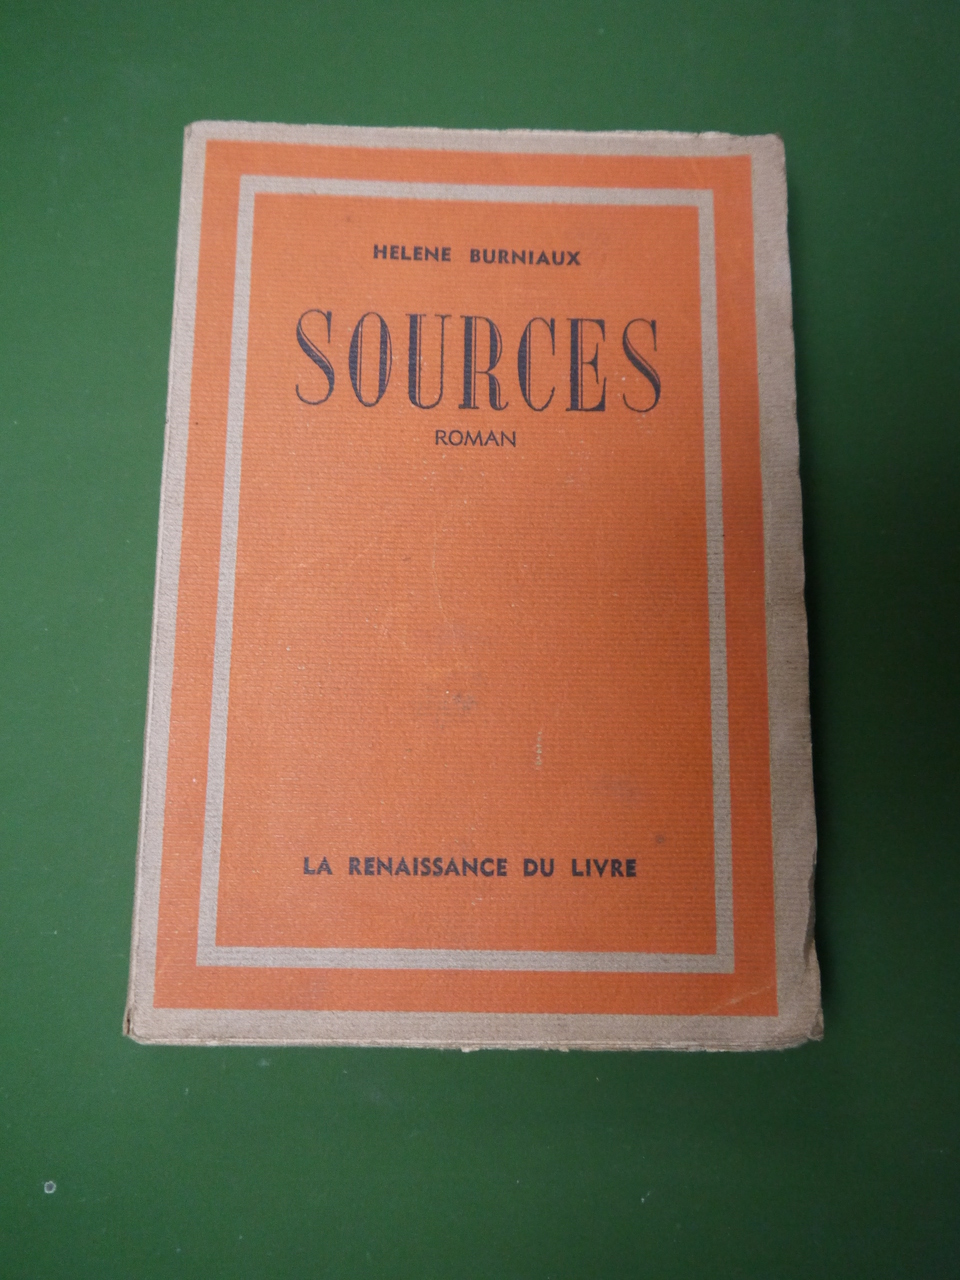 HELENE BURNIAUX
SOURCES
ROMAN
LA RENAISSANCE DU LIVRE